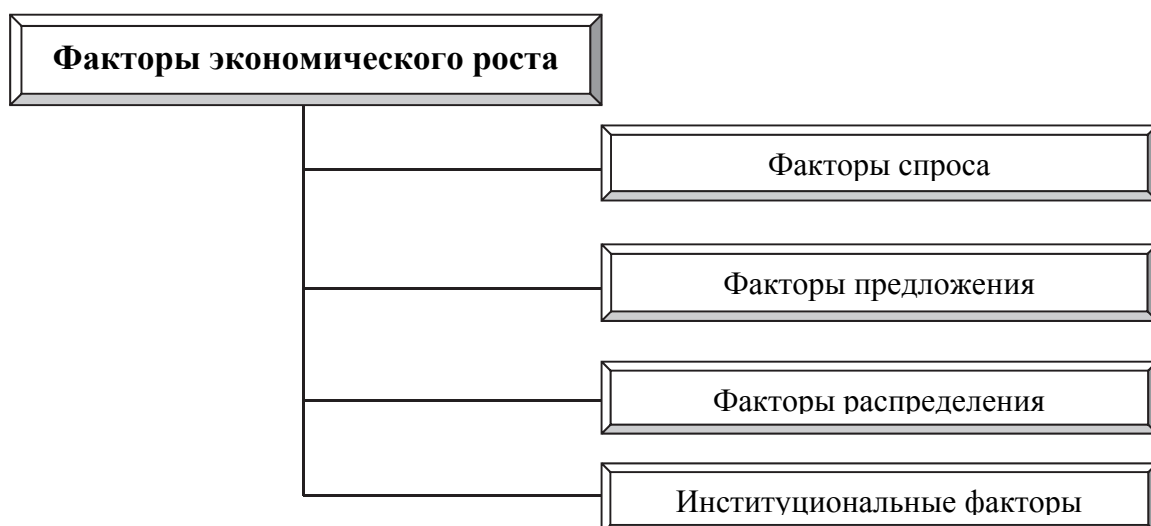 Факторы экономического роста
Факторы спроса
Факторы предложения
Факторы распределения
Институциональные факторы